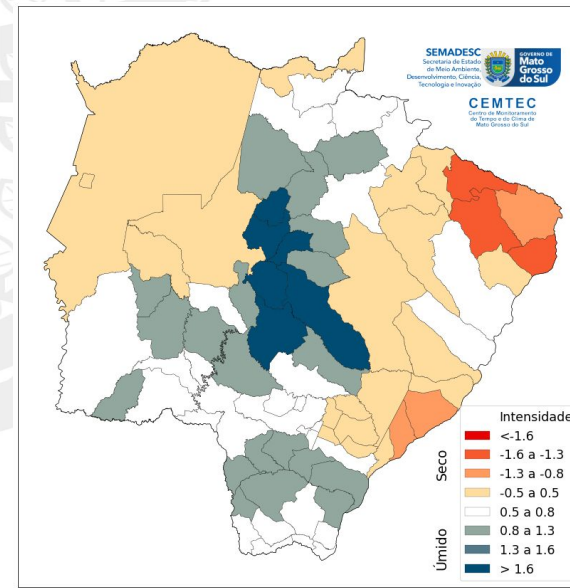 SEMADESC
Secretaria de Estado
de Meio Ambiente,
Desenvolvimento, Ciência,
Tecnologia e Inovação
GOVERNO DE
Mato
Grosso
do Sul
CEMTEC
Centro de Monitoramento
do Tempo e do Clima de
Mato Grosso do Sul
Intensidade
Seco
<-1.6
-1.6 a -1.3
-1.3 a -0.8
-0.5 a 0.5
0.5 a 0.8
Úmido
0.8 a 1.3
1.3 a 1.6
> 1.6